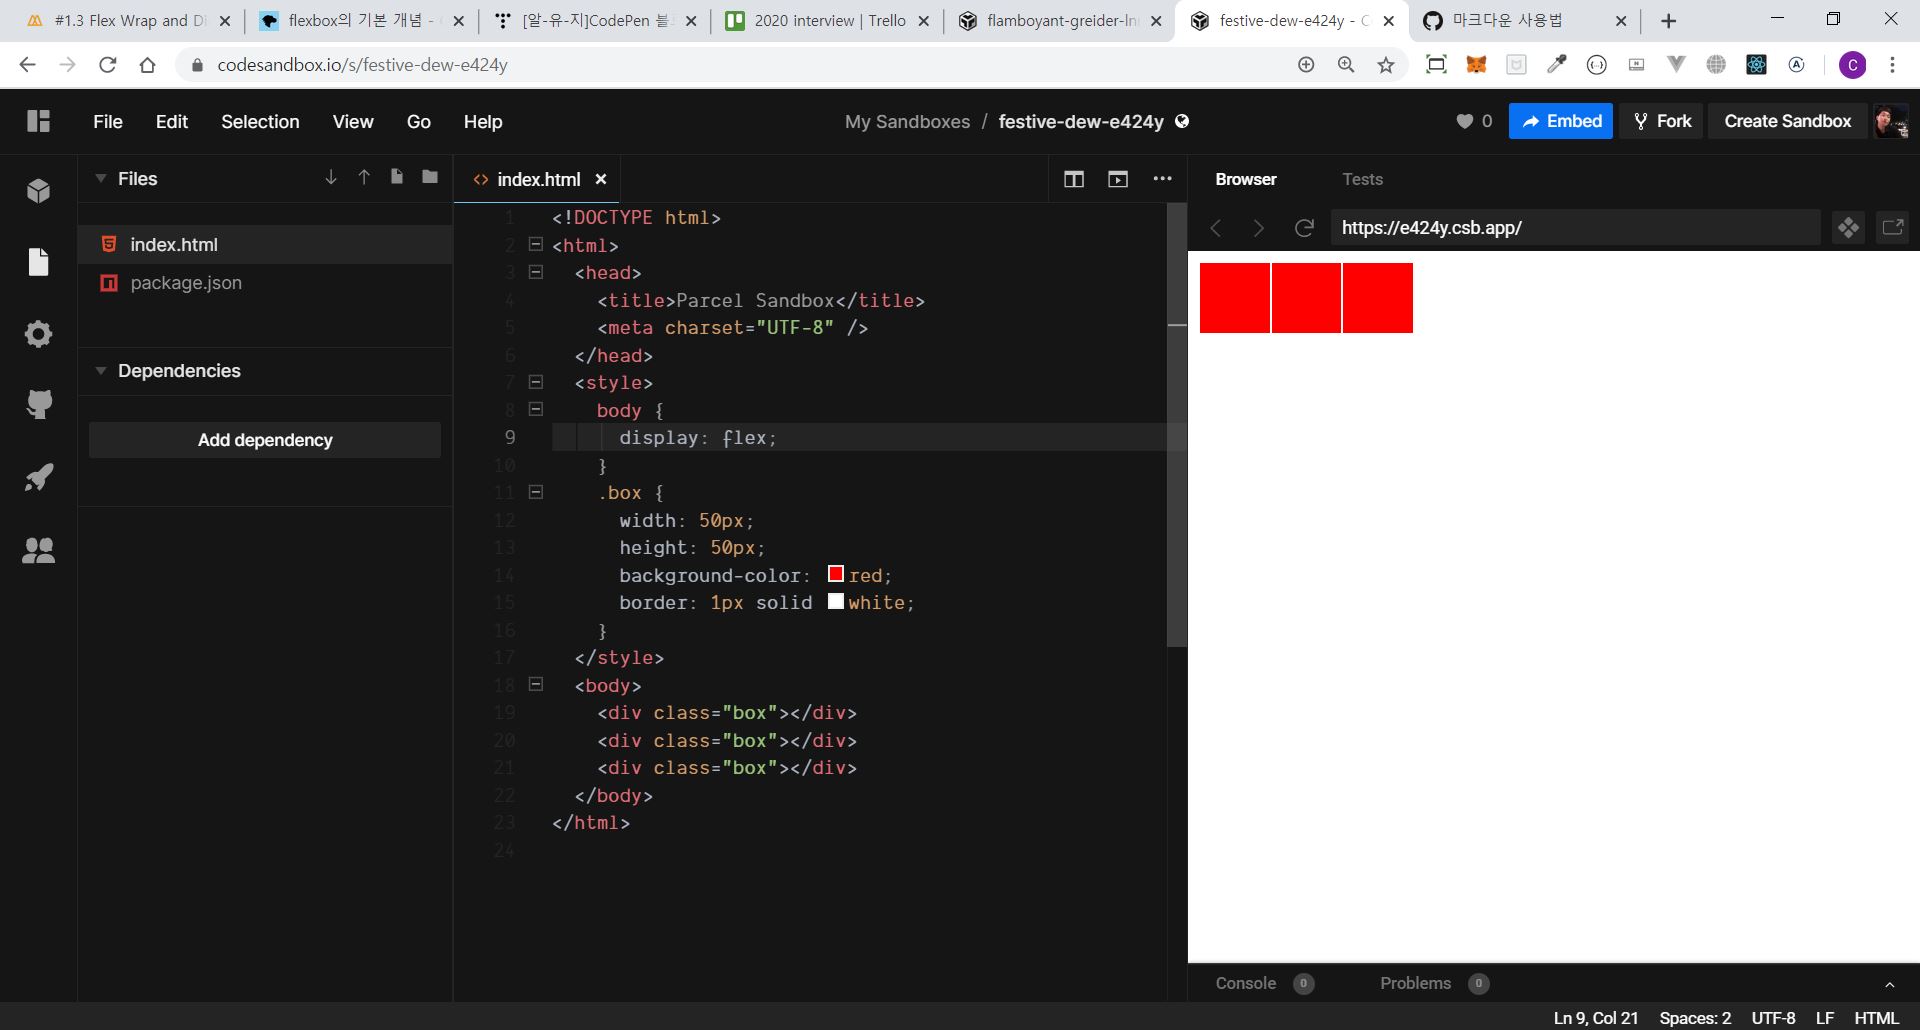 #1.3 Flex Wrap and Di
flexbox의 기본 개념 -
[알-유-지]CodePen 블
2020 interview | Trello
flamboyant-greider-ln
festive-dew-e424y - C
마크다운 사용법
codesandbox.io/s/festive-dew-e424y
C
File Edit Selection View Go Help
My Sandboxes / festive-dew-e424y
0
Embed
Fork
Create Sandbox
Files
index.html
package.json
Dependencies
Add dependency
index.html
1 <!DOCTYPE html>
2 <html>
3 <head>
4 <title>Parcel Sandbox</title>
5 <meta charset="UTF-8" />
6 </head>
7 <style>
8 body {
9 display: flex;
10 }
11 .box {
12 width: 50px;
13 height: 50px;
14 background-color: red;
15 border: 1px solid white;
16 }
17 </style>
18 <body>
19 <div class="box"></div>
20 <div class="box"></div>
21 <div class="box"></div>
22 </body>
23 </html>
24
Browser Tests
https://e424y.csb.app/
Console 0 Problems 0
Ln 9, Col 21 Spaces: 2 UTF-8 LF HTML